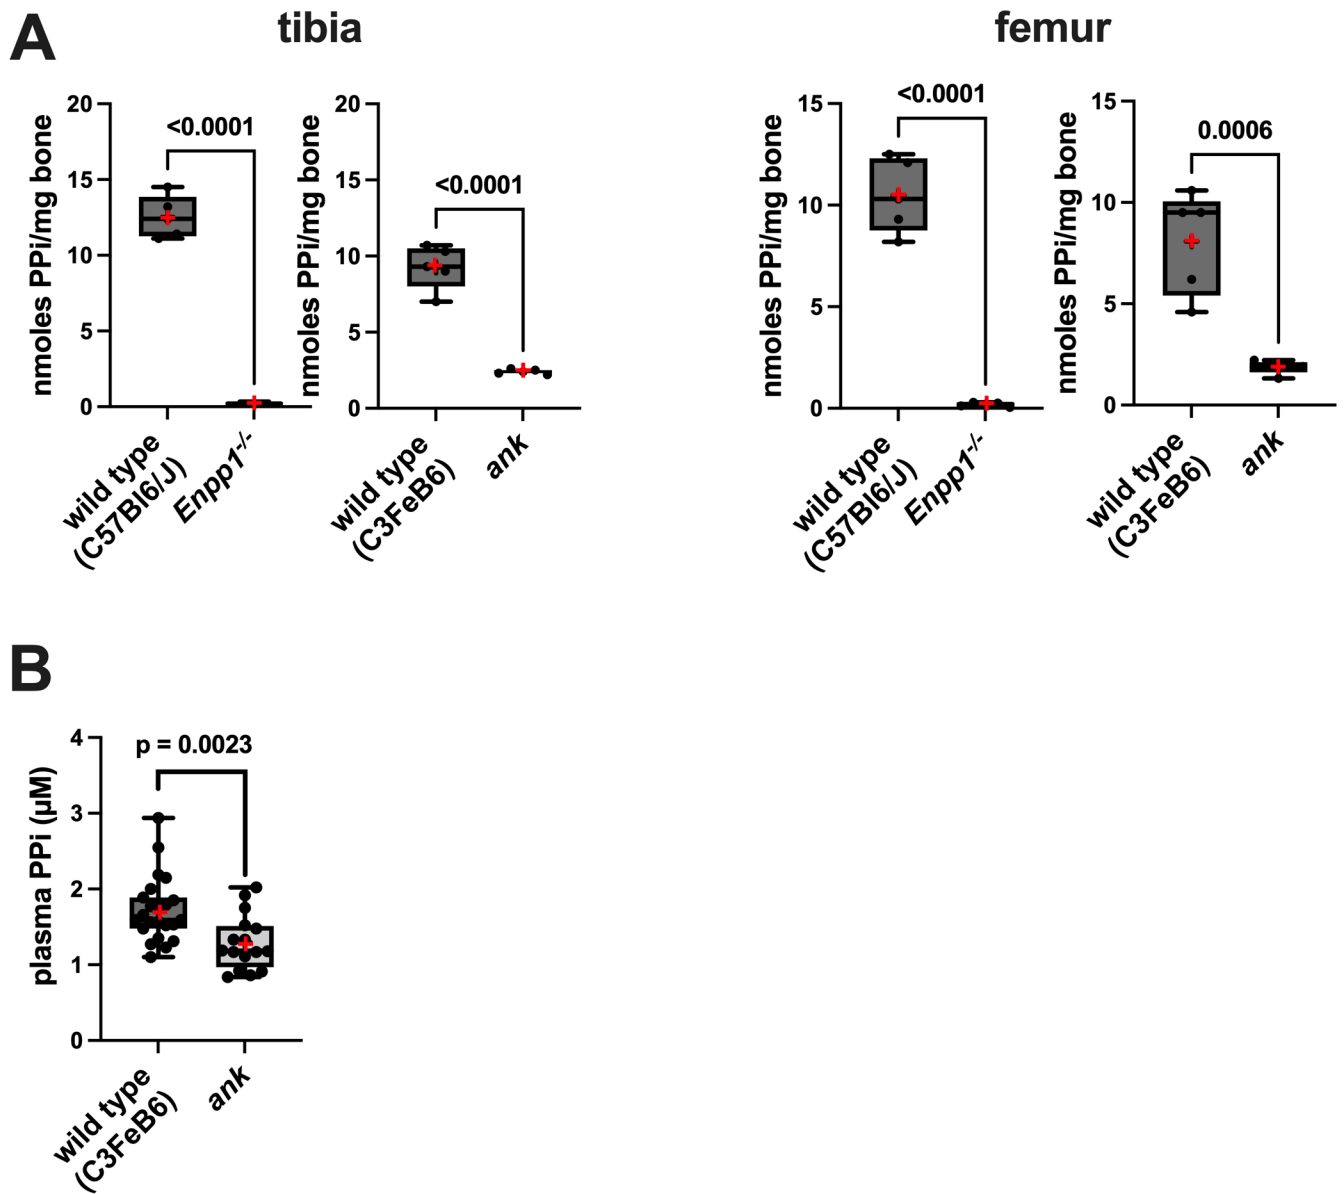 A
tibia
femur
nmoles PPi/mg bone
20
15
10
5
0
<0.0001
wild type
(C57Bl6/J)
Enpp1-/-
nmoles PPi/mg bone
20
15
10
5
0
<0.0001
wild type
(C3FeB6)
ank
nmoles PPi/mg bone
15
10
5
0
<0.0001
wild type
(C57Bl6/J)
Enpp1-/-
nmoles PPi/mg bone
15
10
5
0
0.0006
wild type
(C3FeB6)
ank
B
plasma PPi (µM)
4
3
2
1
0
p = 0.0023
wild type
(C3FeB6)
ank